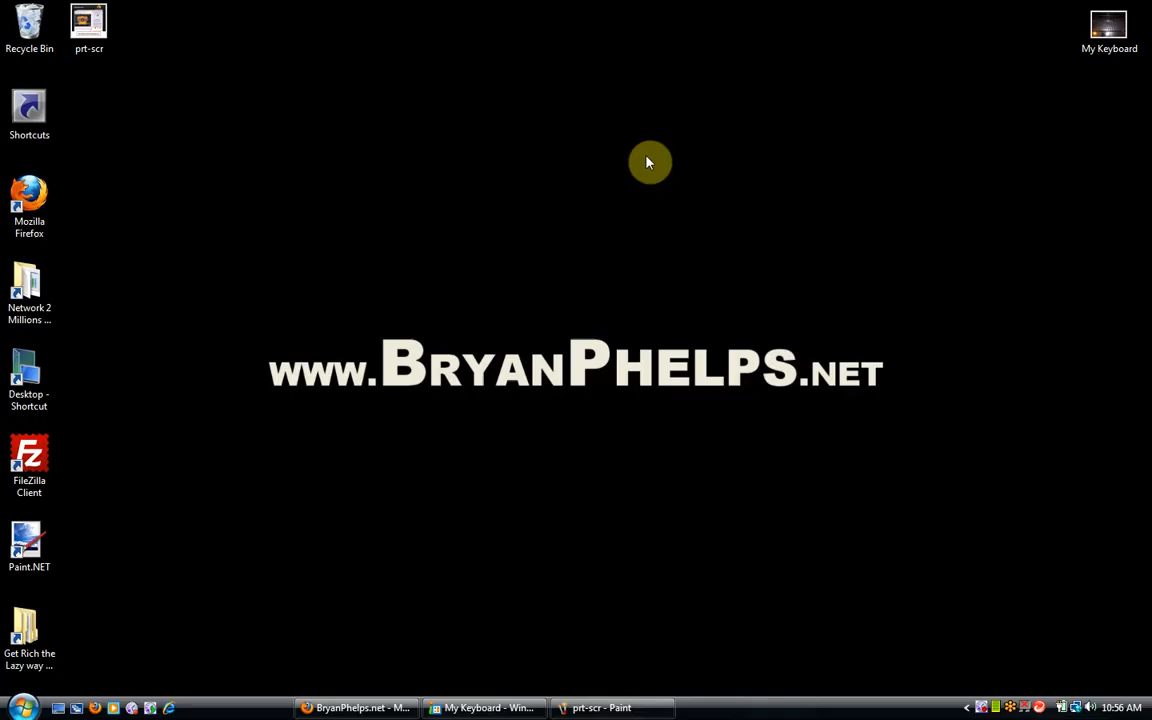 Recycle Bin
prt-scr
My Keyboard
Shortcuts
Mozilla
Firefox
Network 2
Millions ...
www.BryanPhelps.net
Desktop -
Shortcut
FileZilla
Client
Paint.NET
Get Rich the
Lazy way ...
BryanPhelps.net - M...
My Keyboard - Win...
prt-scr - Paint
10:56 AM